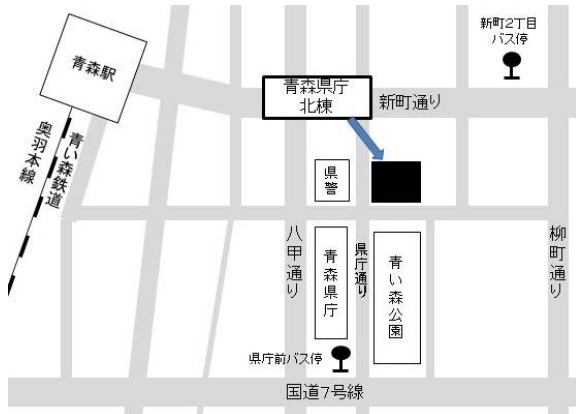 新町2丁目
バス停
青森駅
青森県庁
北棟
新町通り
奥羽本線
青い森鉄道
県警
八甲通り
青森県庁
県庁通り
青い森公園
柳町通り
県庁前バス停
国道7号線